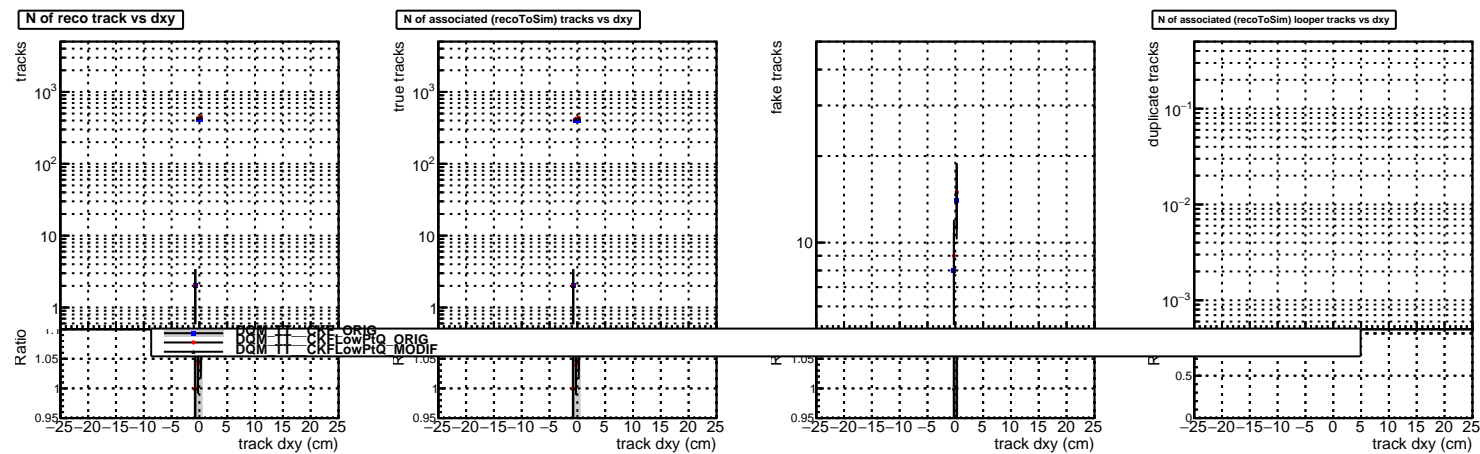 N of reco track vs dxy
tracks
10³
10²
10
1
Ratio
1.05
1
0.95
−25 −20 −15 −10 −5 0 5 10 15 20 25
track dxy (cm)
N of associated (recoToSim) tracks vs dxy
true tracks
10³
10²
10
1
1.05
1
0.95
−25 −20 −15 −10 −5 0 5 10 15 20 25
track dxy (cm)
fake tracks
10
1.05
1
0.95
−25 −20 −15 −10 −5 0 5 10 15 20 25
track dxy (cm)
N of associated (recoToSim) looper tracks vs dxy
duplicate tracks
10⁻¹
10⁻²
10⁻³
0.5
0
−25 −20 −15 −10 −5 0 5 10 15 20 25
track dxy (cm)
DQM_TT__CKF_ORIG
DQM_TT__CKFLowPtQ_ORIG
DQM_TT__CKFLowPtQ_MODIF